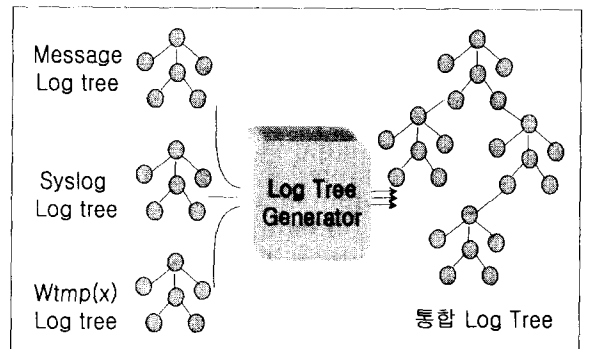 Message
Log tree
Syslog
Log tree
Wtmp(x)
Log tree
Log Tree
Generator
통합 Log Tree